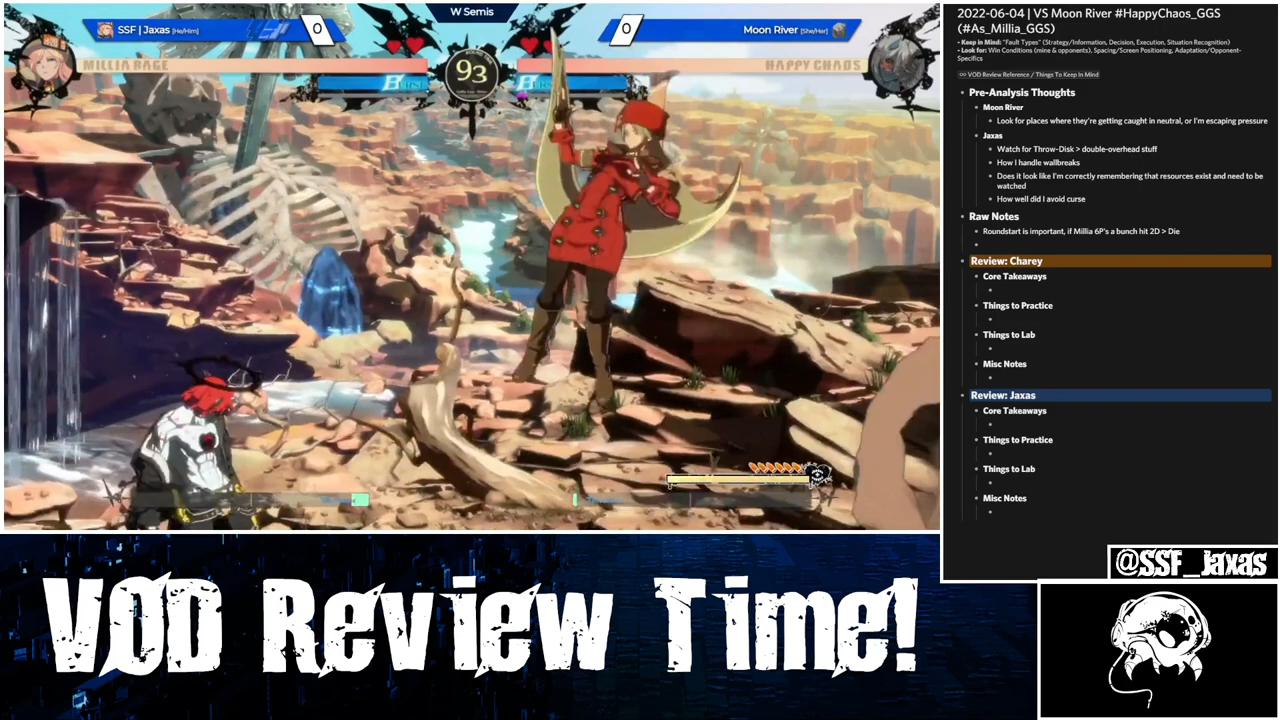 W Semis
SSF | Jaxas [He/Him]
0
0
Moon River [She/Her]
MILLIA RAGE
93
HAPPY CHAOS
BURST
BURST
2022-06-04 | VS Moon River #HappyChaos_GGS
(#As_Millia_GGS)
- Keep in Mind: "Fault Types" (Strategy/Information, Decision, Execution, Situation Recognition)
- Look for: Win Conditions (mine & opponents), Spacing/Screen Positioning, Adaptation/Opponent-
Specifics
VOD Review Reference / Things To Keep In Mind
Pre-Analysis Thoughts
Moon River
Look for places where they're getting caught in neutral, or I'm escaping pressure
Jaxas
Watch for Throw-Disk > double-overhead stuff
How I handle wallbreaks
Does it look like I'm correctly remembering that resources exist and need to be
watched
How well did I avoid curse
Raw Notes
Roundstart is important, if Millia 6P's a bunch hit 2D > Die
Review: Charey
Core Takeaways
Things to Practice
Things to Lab
Misc Notes
Review: Jaxas
Core Takeaways
Things to Practice
Things to Lab
Misc Notes
@SSF_Jaxas
VOD Review Time!